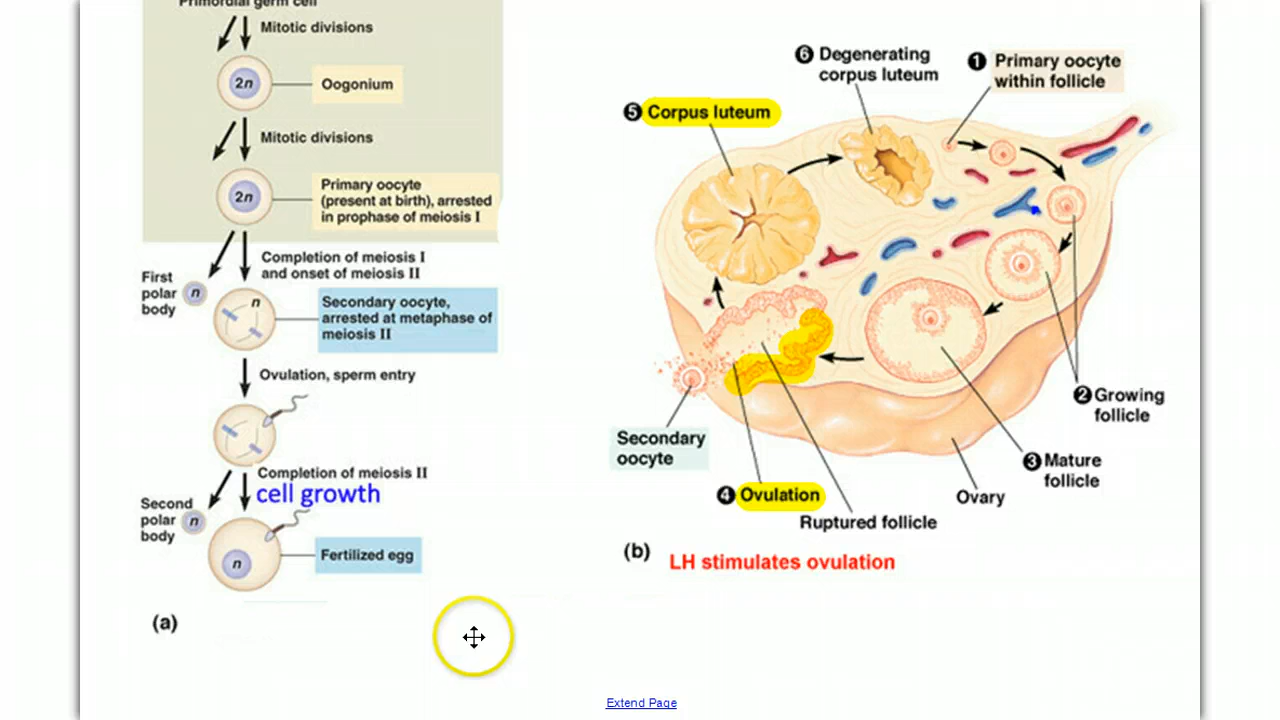 Primordial germ cell
Mitotic divisions
2n
Oogonium
Mitotic divisions
2n
Primary oocyte
(present at birth), arrested
in prophase of meiosis I
Completion of meiosis I
and onset of meiosis II
First
polar
body
n
n
Secondary oocyte,
arrested at metaphase of
meiosis II
Ovulation, sperm entry
Completion of meiosis II
cell growth
Second
polar
body
n
n
Fertilized egg
(a)
6 Degenerating
corpus luteum
1 Primary oocyte
within follicle
5 Corpus luteum
2 Growing
follicle
Secondary
oocyte
3 Mature
follicle
4 Ovulation
Ovary
Ruptured follicle
(b)
LH stimulates ovulation
Extend Page